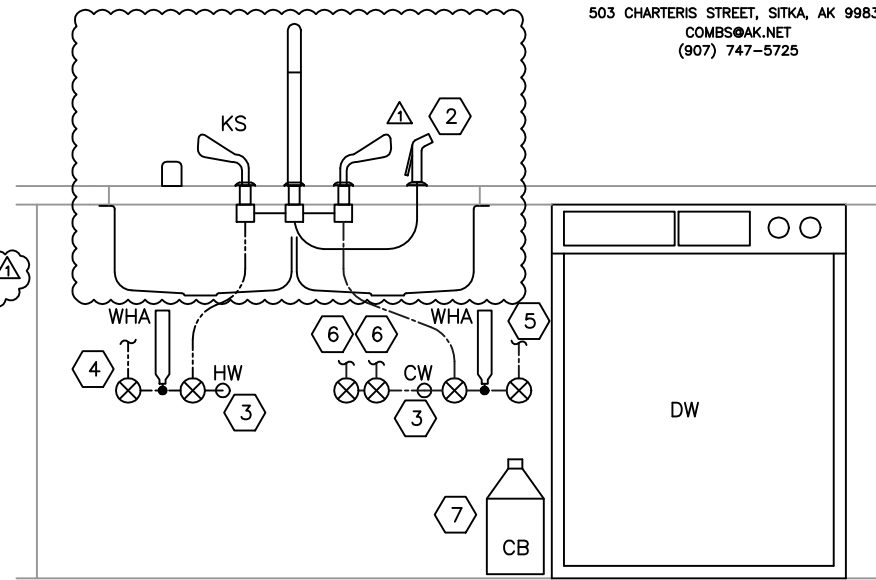 503 CHARTERIS STREET, SITKA, AK 9983
COMBS@AK.NET
(907) 747-5725
KS
1
2
1
WHA
6
6
WHA
5
4
HW
CW
3
3
DW
7
CB